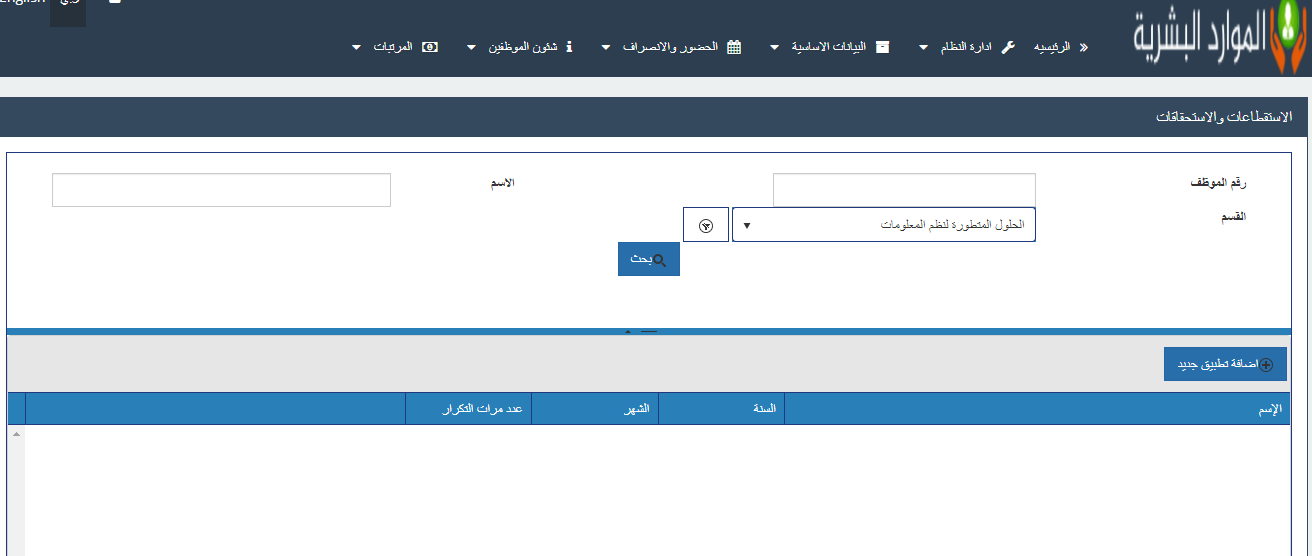 English
الموارد البشرية
الرئيسيه
ادارة النظام
البيانات الاساسية
الحضور والانصراف
شئون الموظفين
المرتبات
الاستقطاعات والاستحقاقات
رقم الموظف
الاسم
القسم
الحلول المتطورة لنظم المعلومات
بحث
اضافة تطبيق جديد
الإسم
السنة
الشهر
عدد مرات التكرار